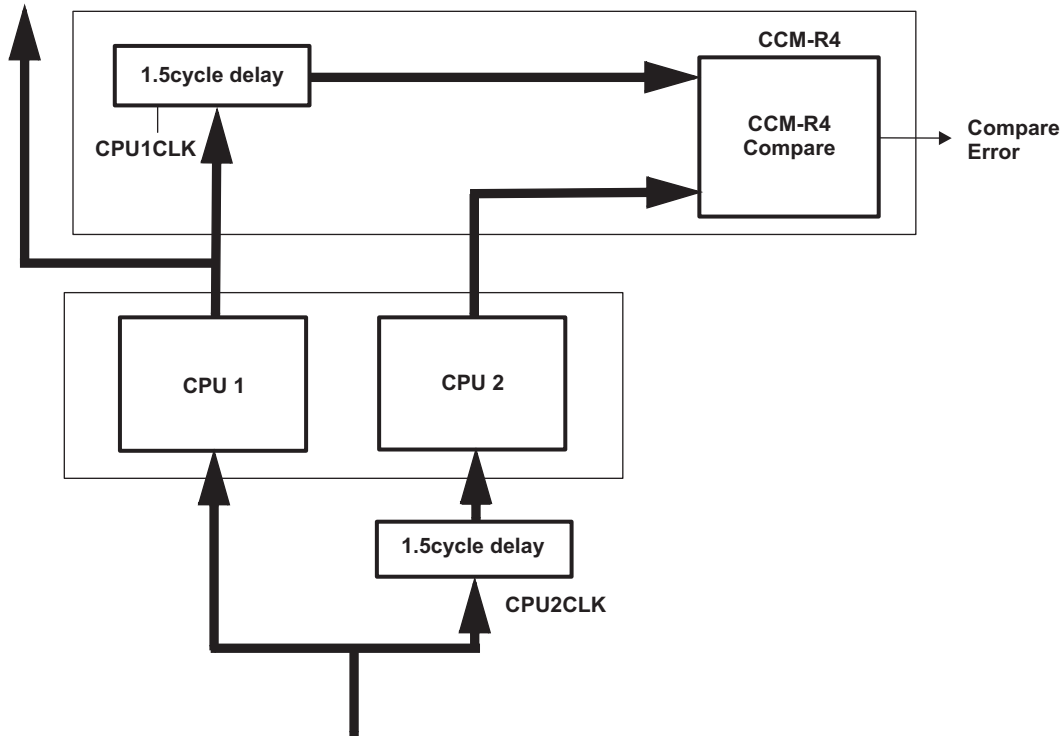 CCM-R4
1.5cycle delay
CPU1CLK
CCM-R4
Compare
Compare
Error
CPU 1
CPU 2
1.5cycle delay
CPU2CLK